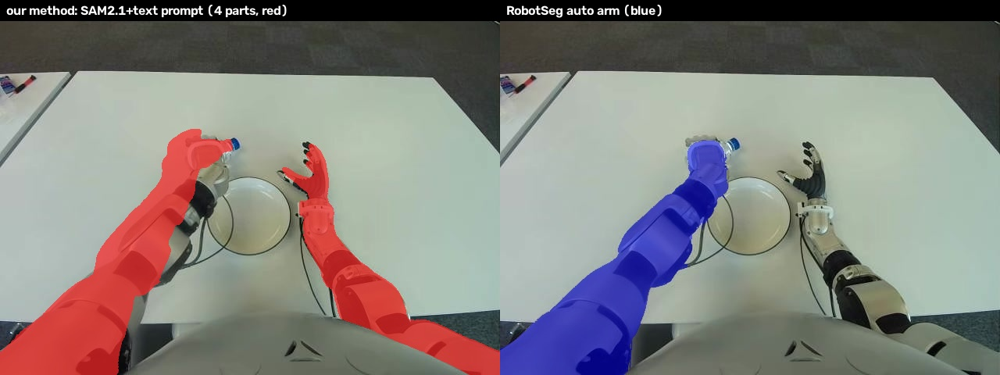 our method: SAM2.1+text prompt (4 parts, red)
RobotSeg auto arm (blue)